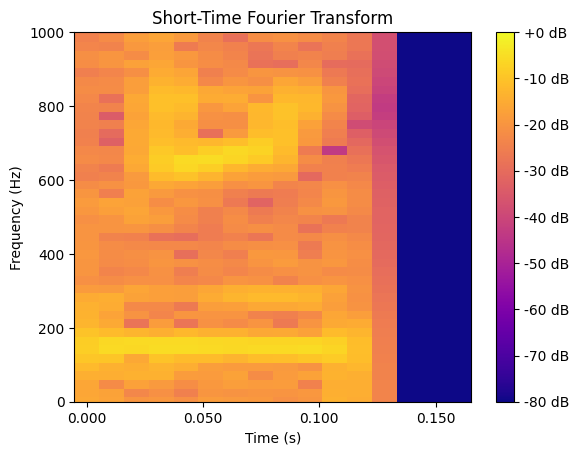 Short-Time Fourier Transform
1000
800
600
400
200
0
Frequency (Hz)
0.000
0.050
0.100
0.150
Time (s)
+0 dB
-10 dB
-20 dB
-30 dB
-40 dB
-50 dB
-60 dB
-70 dB
-80 dB